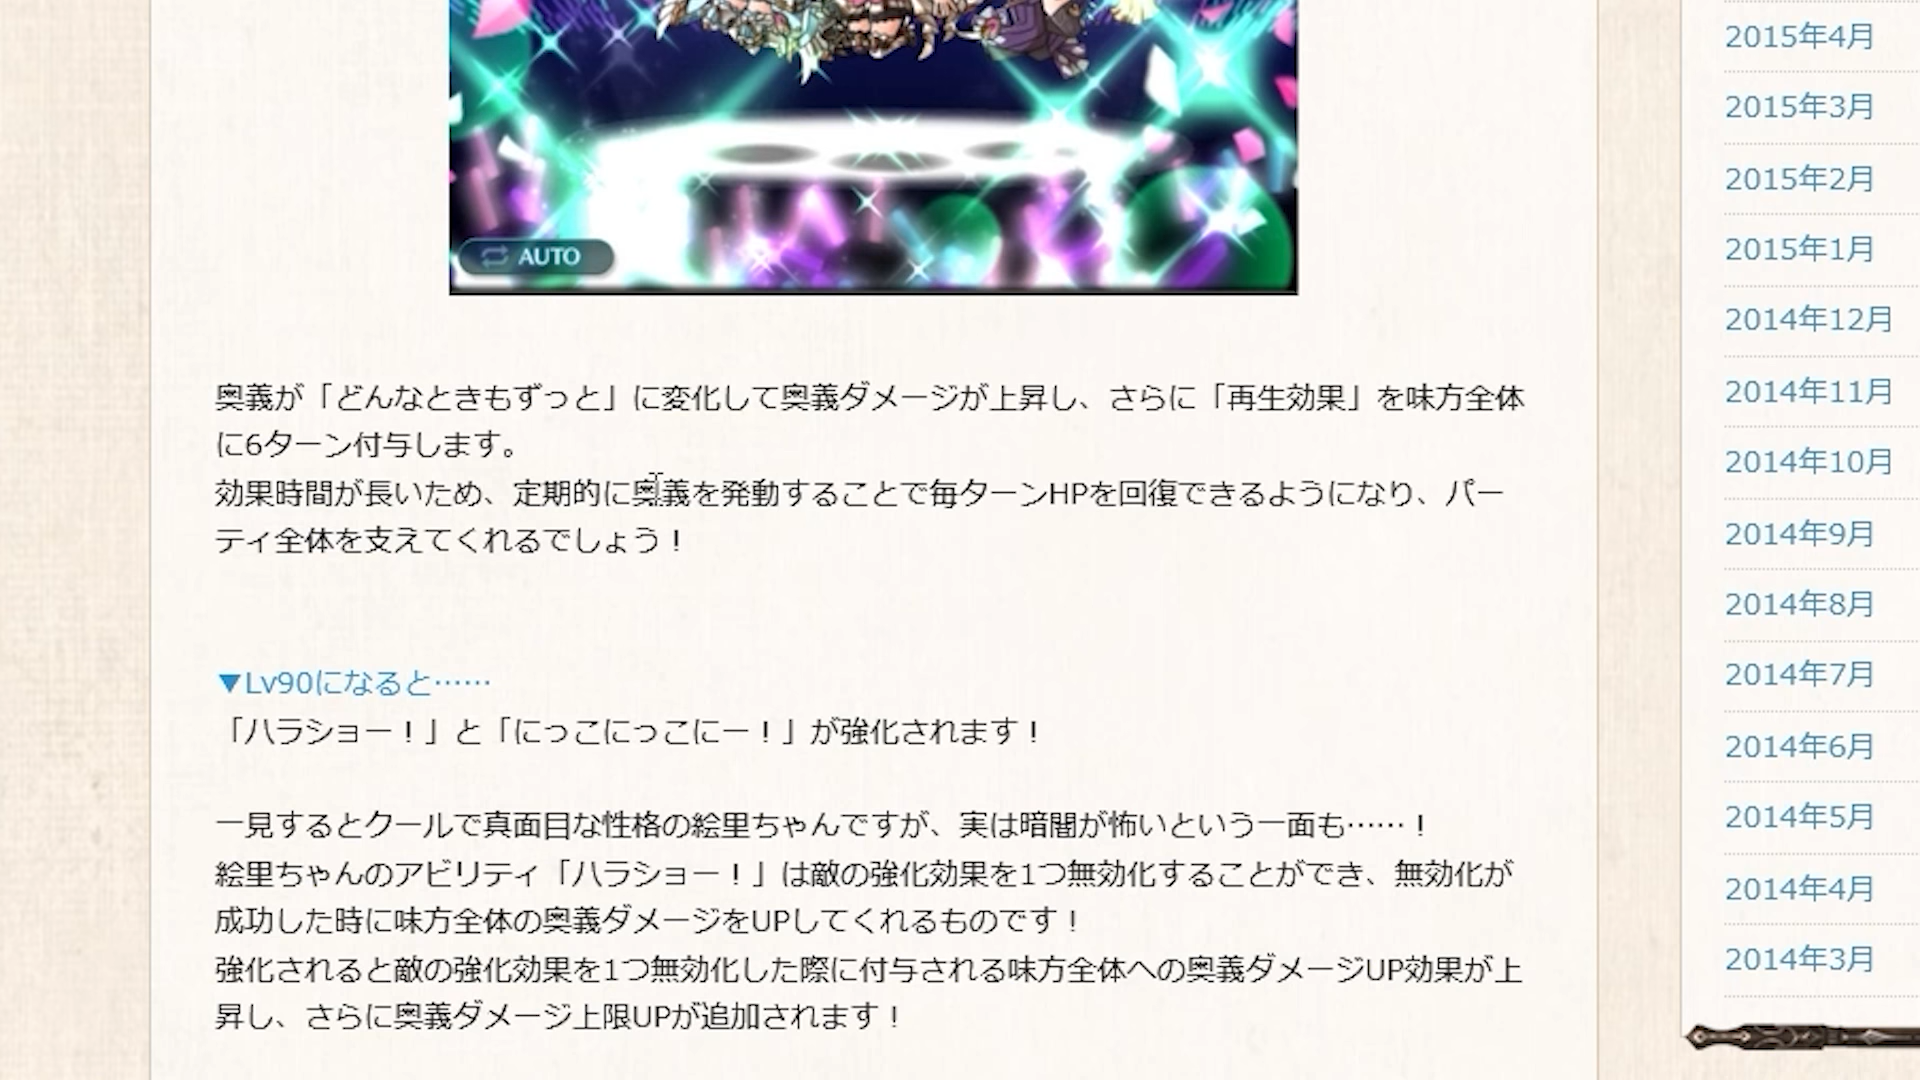 AUTO
奥義が「どんなときもずっと」に変化して奥義ダメージが上昇し、さらに「再生効果」を味方全体
に6ターン付与します。
効果時間が長いため、定期的に奥義を発動することで毎ターンHPを回復できるようになり、パー
ティ全体を支えてくれるでしょう！
▼Lv90になると……
「ハラショー！」と「にっこにっこにー！」が強化されます！
一見するとクールで真面目な性格の絵里ちゃんですが、実は暗闇が怖いという一面も……！
絵里ちゃんのアビリティ「ハラショー！」は敵の強化効果を1つ無効化することができ、無効化が
成功した時に味方全体の奥義ダメージをUPしてくれるものです！
強化されると敵の強化効果を1つ無効化した際に付与される味方全体への奥義ダメージUP効果が上
昇し、さらに奥義ダメージ上限UPが追加されます！
2015年4月
2015年3月
2015年2月
2015年1月
2014年12月
2014年11月
2014年10月
2014年9月
2014年8月
2014年7月
2014年6月
2014年5月
2014年4月
2014年3月